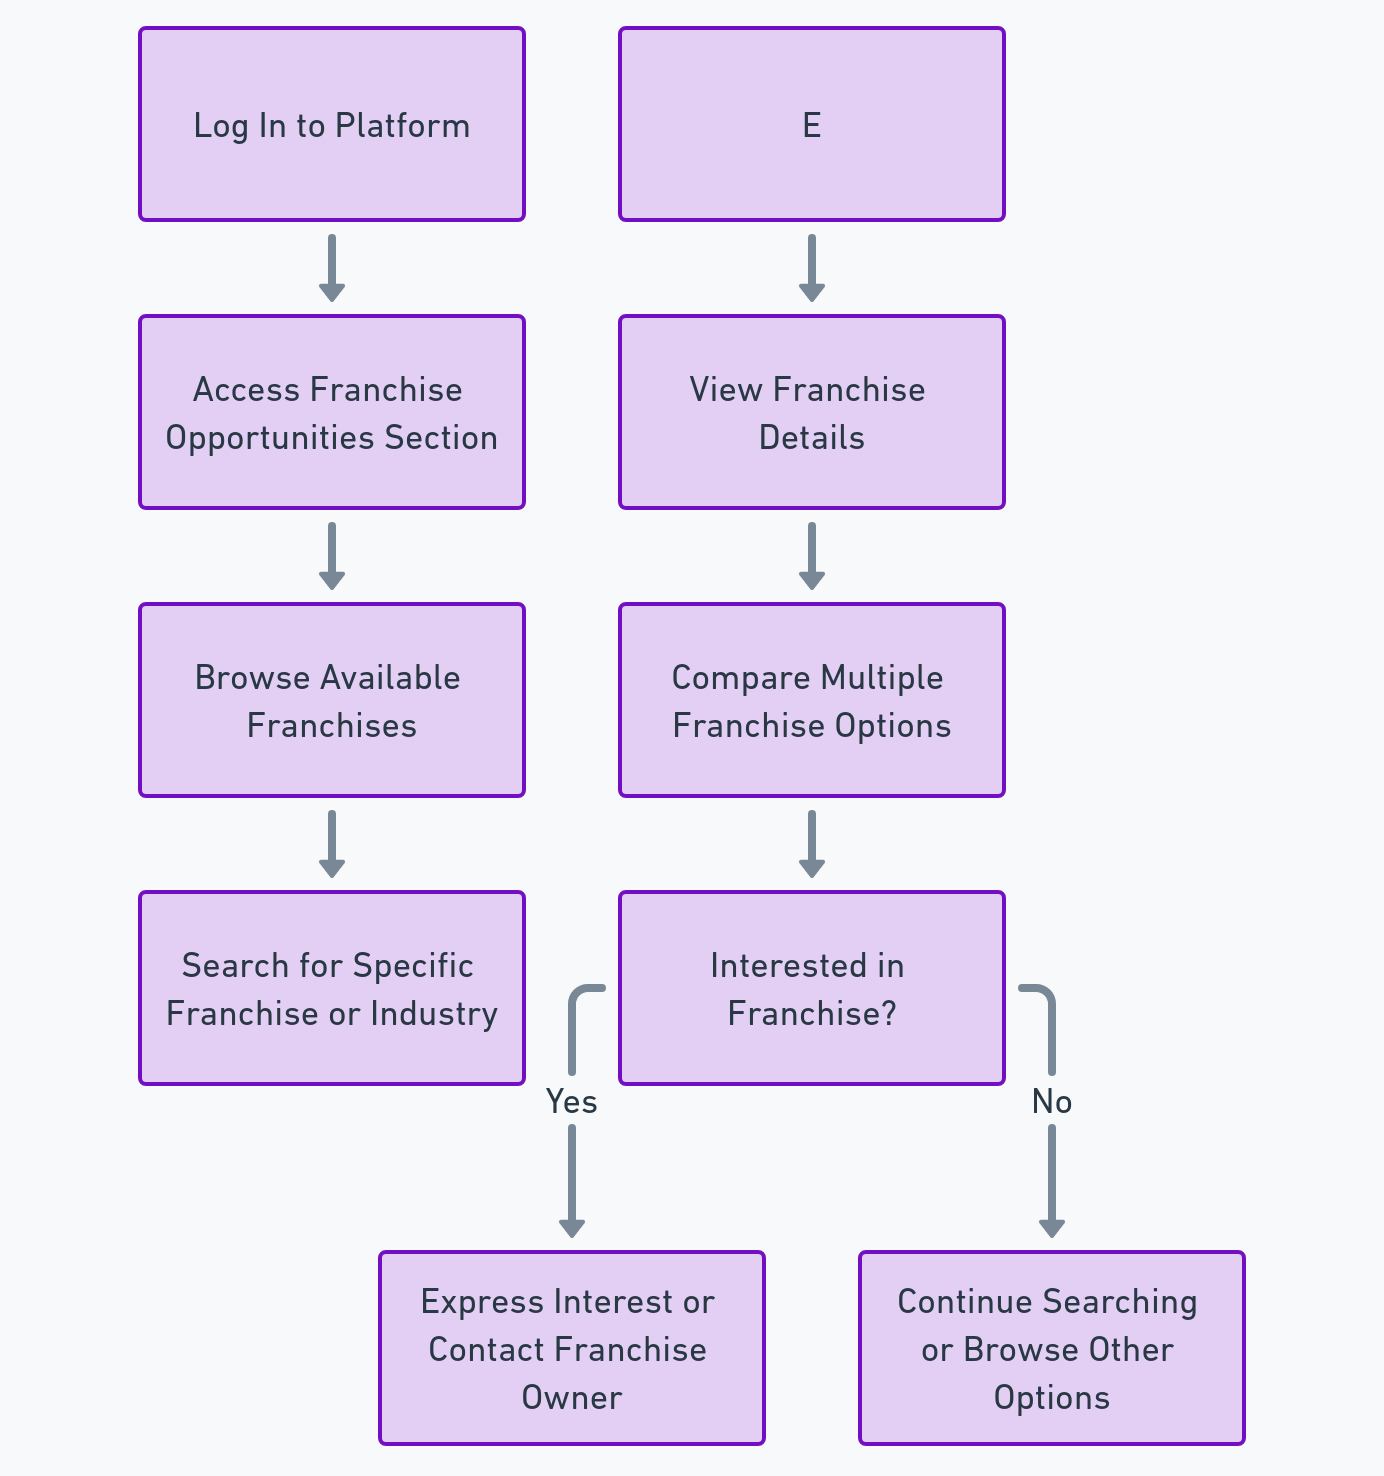 Log In to Platform
Access Franchise
Opportunities Section
Browse Available
Franchises
Search for Specific
Franchise or Industry
E
View Franchise
Details
Compare Multiple
Franchise Options
Interested in
Franchise?
Yes
No
Express Interest or
Contact Franchise
Owner
Continue Searching
or Browse Other
Options